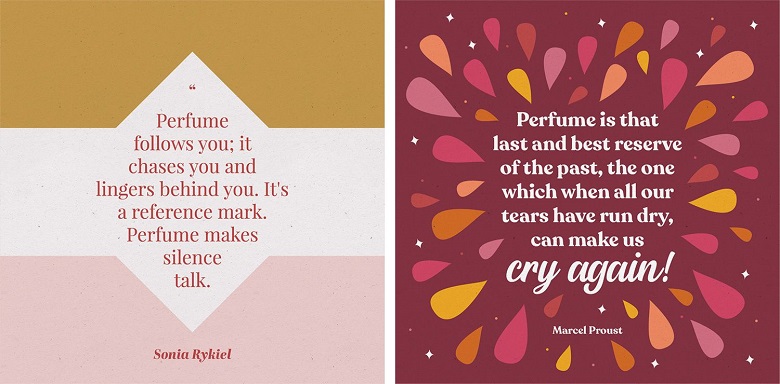 “
Perfume
follows you; it
chases you and
lingers behind you. It's
a reference mark.
Perfume makes
silence
talk.
Sonia Rykiel
Perfume is that
last and best reserve
of the past, the one
which when all our
tears have run dry,
can make us
cry again!
Marcel Proust